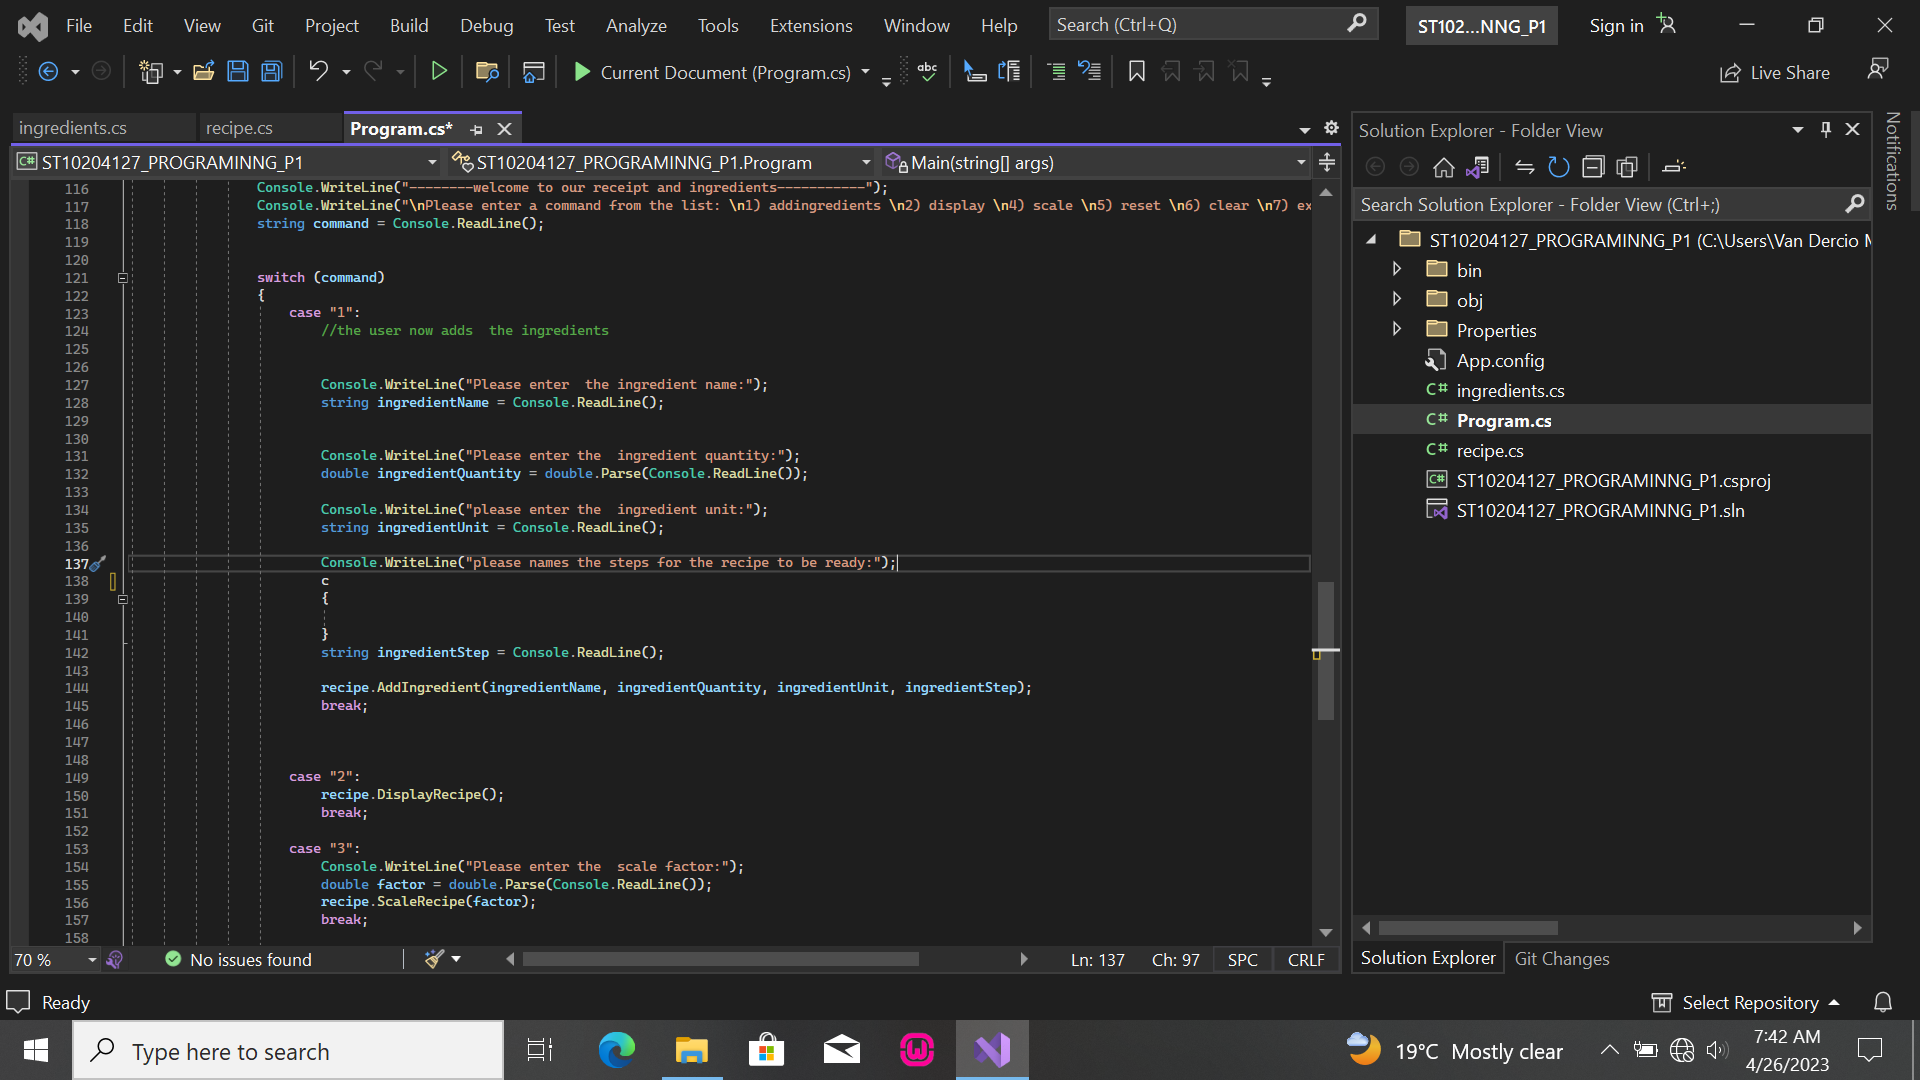 File Edit View Git Project Build Debug Test Analyze Tools Extensions Window Help Search (Ctrl+Q) ST102...NNG_P1 Sign in
Current Document (Program.cs) abc Live Share
ingredients.cs recipe.cs Program.cs*
C# ST10204127_PROGRAMINNG_P1 ST10204127_PROGRAMINNG_P1.Program Main(string[] args)
116 Console.WriteLine("--------welcome to our receipt and ingredients-----------");
117 Console.WriteLine("\nPlease enter a command from the list: \n1) addingredients \n2) display \n4) scale \n5) reset \n6) clear \n7) ex
118 string command = Console.ReadLine();
119
120
121 switch (command)
122 {
123 case "1":
124 //the user now adds  the ingredients
125
126
127 Console.WriteLine("Please enter  the ingredient name:");
128 string ingredientName = Console.ReadLine();
129
130
131 Console.WriteLine("Please enter the  ingredient quantity:");
132 double ingredientQuantity = double.Parse(Console.ReadLine());
133
134 Console.WriteLine("please enter the  ingredient unit:");
135 string ingredientUnit = Console.ReadLine();
136
137 Console.WriteLine("please names the steps for the recipe to be ready:");
138 c
139 {
140
141 }
142 string ingredientStep = Console.ReadLine();
143
144 recipe.AddIngredient(ingredientName, ingredientQuantity, ingredientUnit, ingredientStep);
145 break;
146
147
148
149 case "2":
150 recipe.DisplayRecipe();
151 break;
152
153 case "3":
154 Console.WriteLine("Please enter the  scale factor:");
155 double factor = double.Parse(Console.ReadLine());
156 recipe.ScaleRecipe(factor);
157 break;
158
70 % No issues found Ln: 137 Ch: 97 SPC CRLF
Solution Explorer - Folder View
Search Solution Explorer - Folder View (Ctrl+;)
ST10204127_PROGRAMINNG_P1 (C:\Users\Van Dercio M
bin
obj
Properties
App.config
C# ingredients.cs
C# Program.cs
C# recipe.cs
C# ST10204127_PROGRAMINNG_P1.csproj
ST10204127_PROGRAMINNG_P1.sln
Solution Explorer Git Changes
Notifications
Ready Select Repository
Type here to search 19°C Mostly clear 7:42 AM
4/26/2023